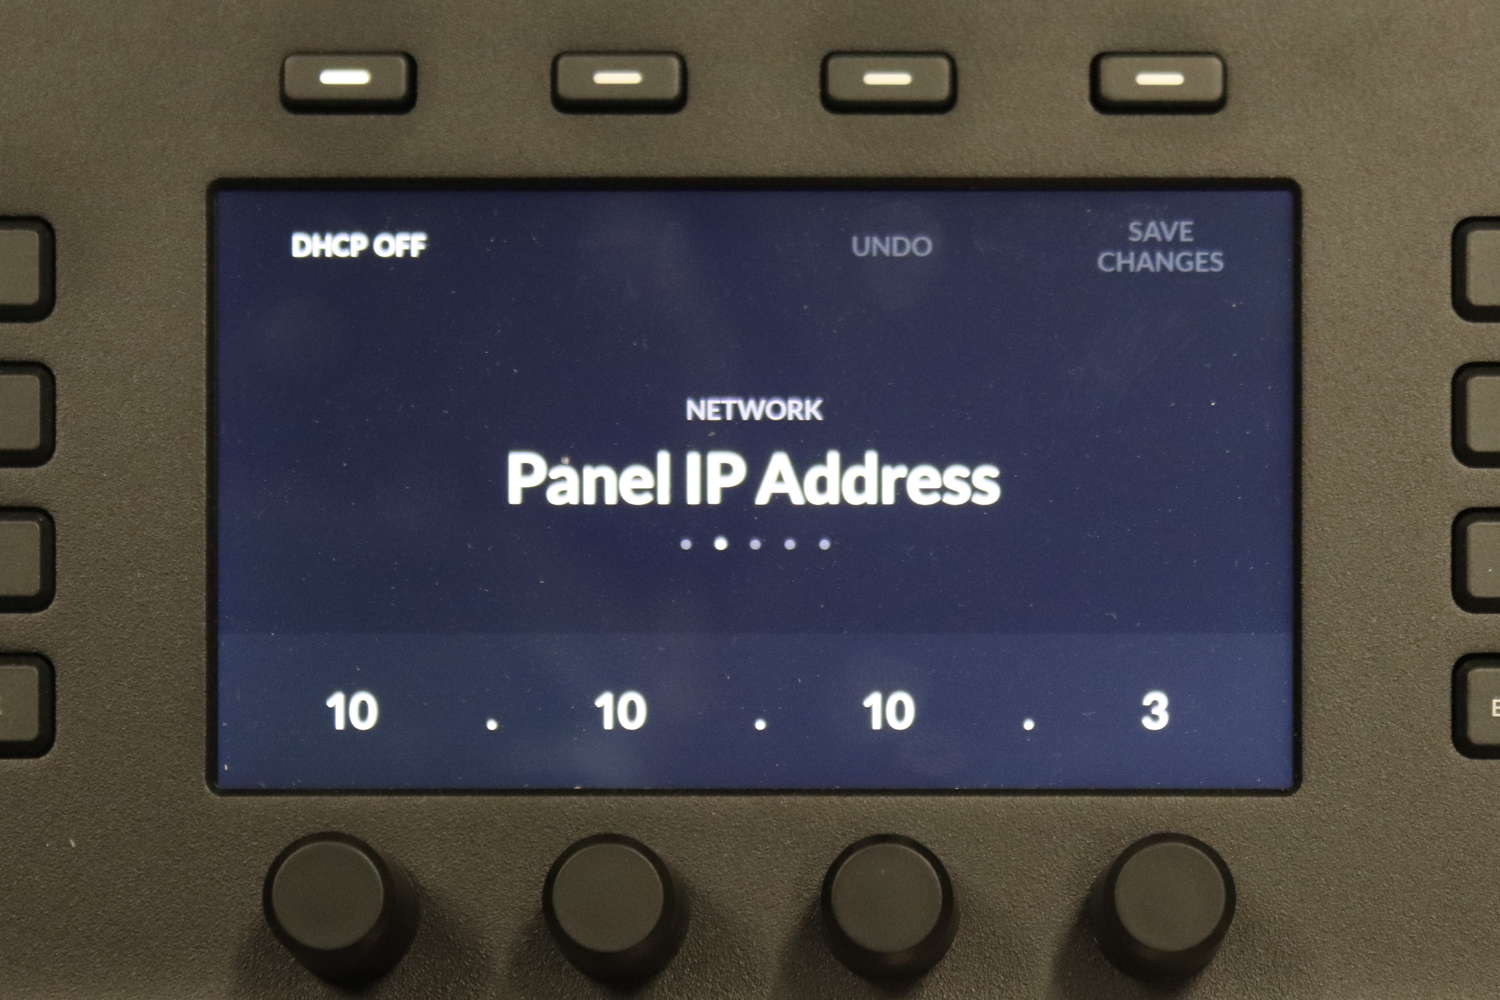 DHCP OFF
UNDO
SAVE
CHANGES
NETWORK
Panel IP Address
10 . 10 . 10 . 3